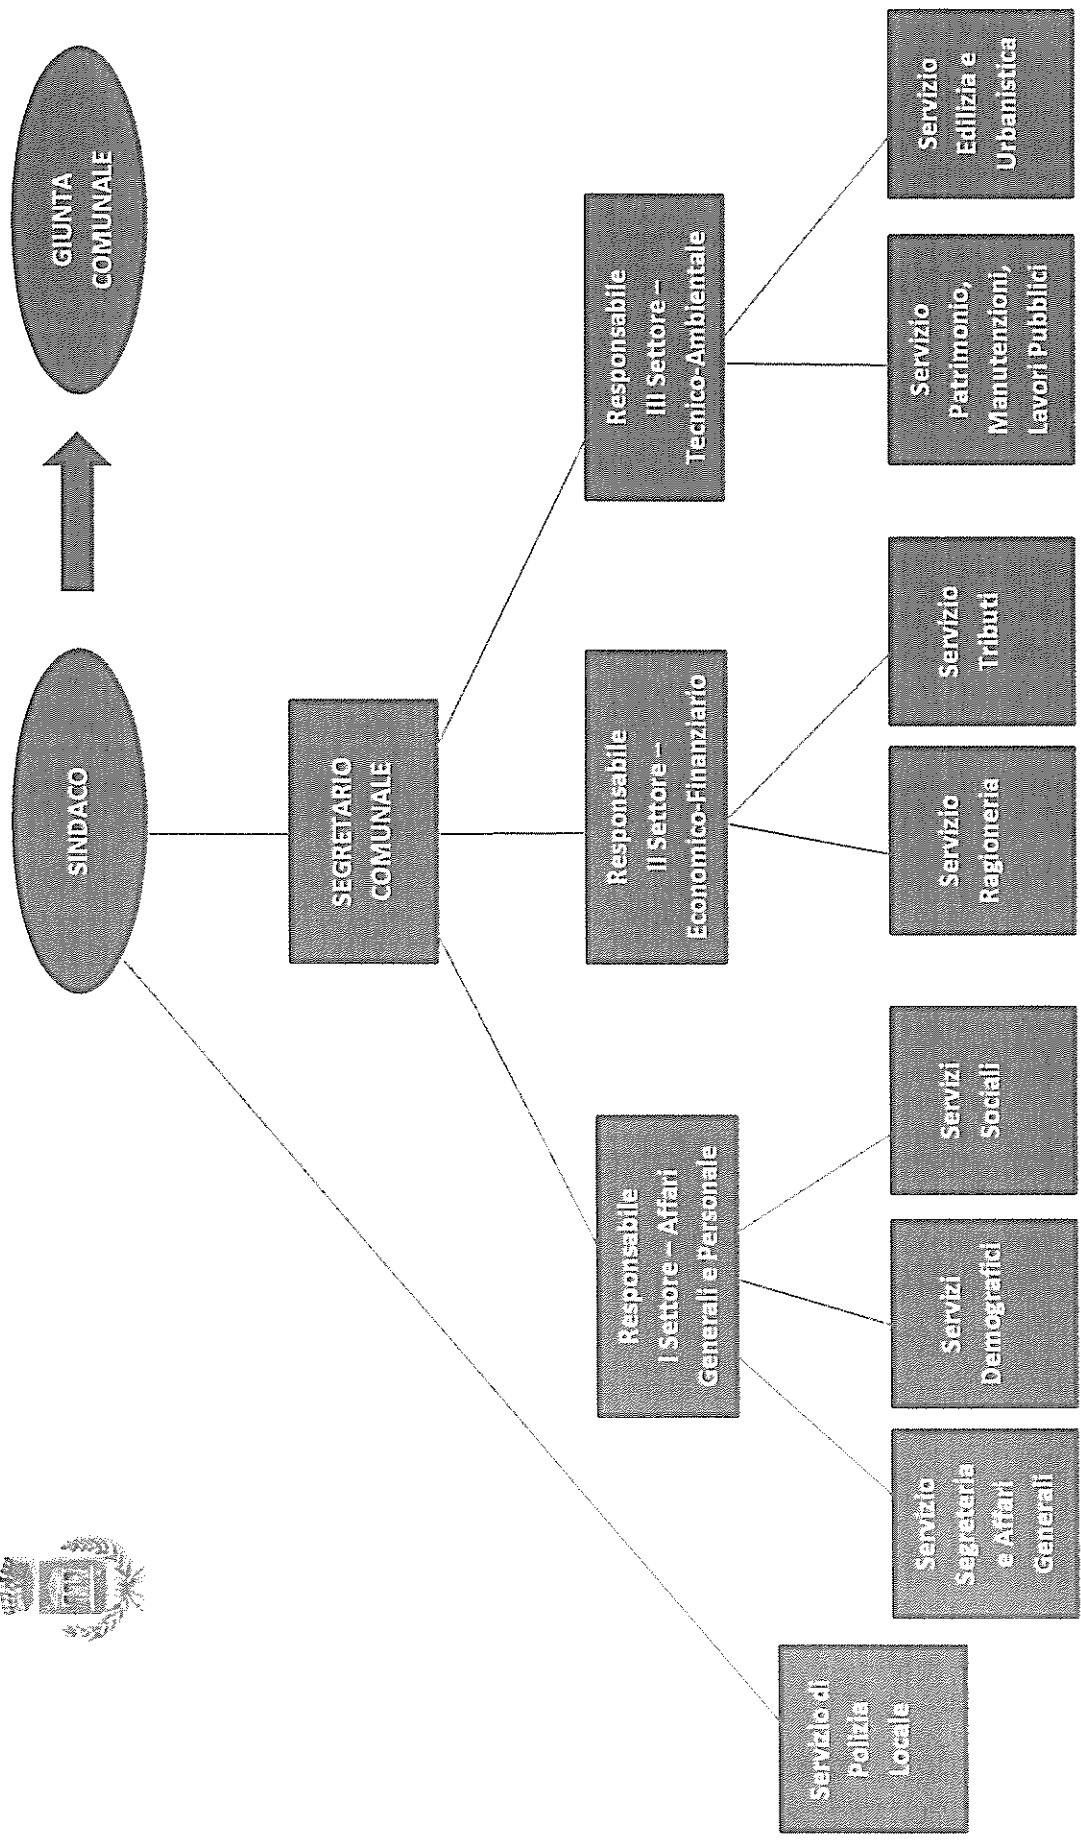 SINDACO
GIUNTA
COMUNALE
SEGRETARIO
COMUNALE
Responsabile
I Settore – Affari
Generali e Personale
Responsabile
II Settore –
Economico-Finanziario
Responsabile
III Settore –
Tecnico-Ambientale
Servizio di
Polizia
Locale
Servizio
Segreteria
e Affari
Generali
Servizi
Demografici
Servizi
Sociali
Servizio
Ragioneria
Servizio
Tributi
Servizio
Patrimonio,
Manutenzioni,
Lavori Pubblici
Servizio
Edilizia e
Urbanistica